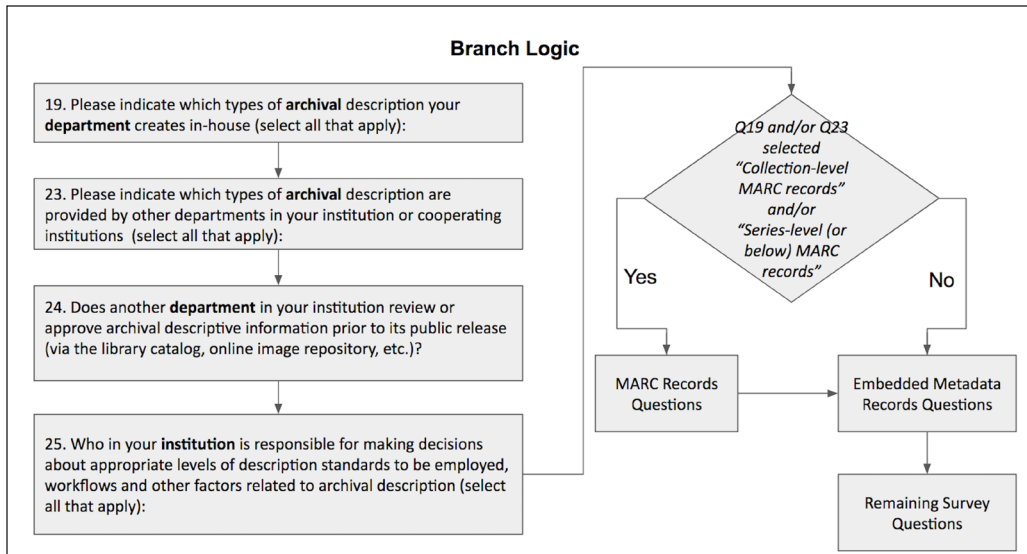 Branch Logic
19. Please indicate which types of archival description your
department creates in-house (select all that apply):
23. Please indicate which types of archival description are
provided by other departments in your institution or cooperating
institutions (select all that apply):
24. Does another department in your institution review or
approve archival descriptive information prior to its public release
(via the library catalog, online image repository, etc.)?
25. Who in your institution is responsible for making decisions
about appropriate levels of description standards to be employed,
workflows and other factors related to archival description (select
all that apply):
Q19 and/or Q23
selected
“Collection-level
MARC records”
and/or
“Series-level (or
below) MARC
records”
Yes
No
MARC Records
Questions
Embedded Metadata
Records Questions
Remaining Survey
Questions